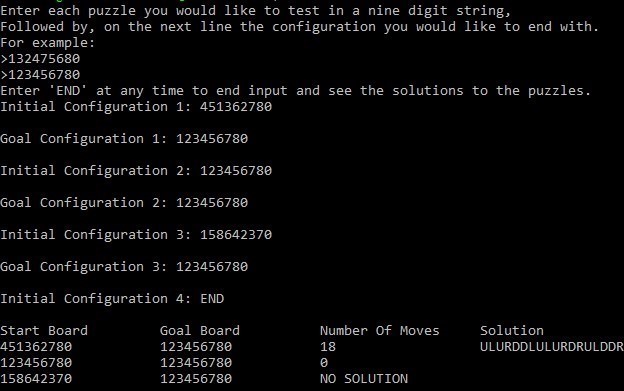 Enter each puzzle you would like to test in a nine digit string,
Followed by, on the next line the configuration you would like to end with.
For example:
>132475680
>123456780
Enter 'END' at any time to end input and see the solutions to the puzzles.
Initial Configuration 1: 451362780
Goal Configuration 1: 123456780
Initial Configuration 2: 123456780
Goal Configuration 2: 123456780
Initial Configuration 3: 158642370
Goal Configuration 3: 123456780
Initial Configuration 4: END
Start Board Goal Board Number Of Moves Solution
451362780 123456780 18 ULURDDLULURDRULDDR
123456780 123456780 0
158642370 123456780 NO SOLUTION